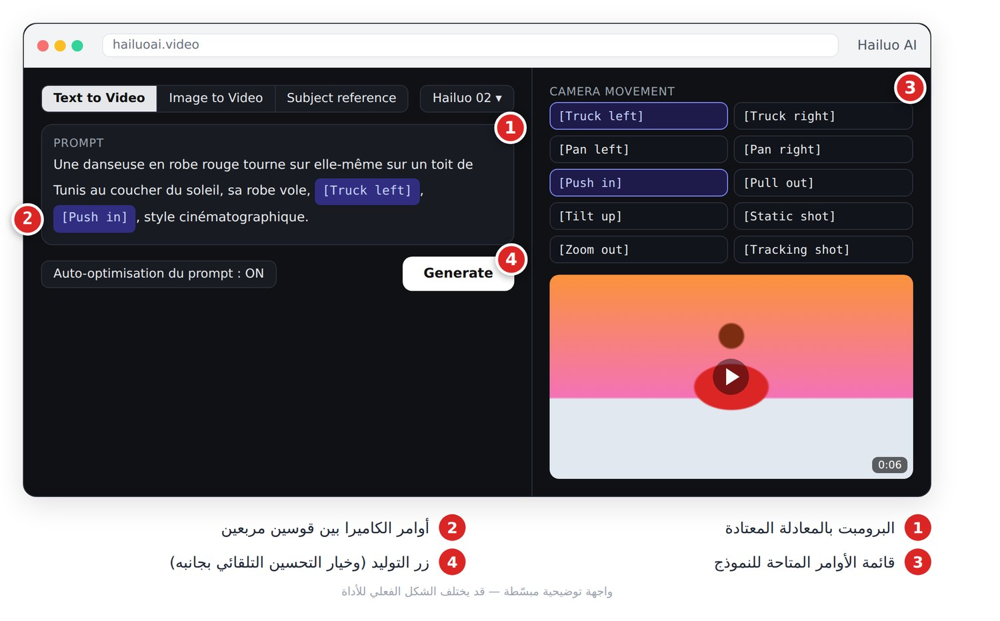 hailuoai.video
Hailuo AI
Text to Video
Image to Video
Subject reference
Hailuo 02 ▾
1
PROMPT
Une danseuse en robe rouge tourne sur elle-même sur un toit de
Tunis au coucher du soleil, sa robe vole, [Truck left],
[Push in], style cinématographique.
2
Auto-optimisation du prompt : ON
Generate
4
CAMERA MOVEMENT
3
[Truck left]
[Truck right]
[Pan left]
[Pan right]
[Push in]
[Pull out]
[Tilt up]
[Static shot]
[Zoom out]
[Tracking shot]
0:06
1 البرومبت بالمعادلة المعتادة
2 أوامر الكاميرا بين قوسين مربعين
3 قائمة الأوامر المتاحة للنموذج
4 زر التوليد (وخيار التحسين التلقائي بجانبه)
واجهة توضيحية مبسّطة — قد يختلف الشكل الفعلي للأداة